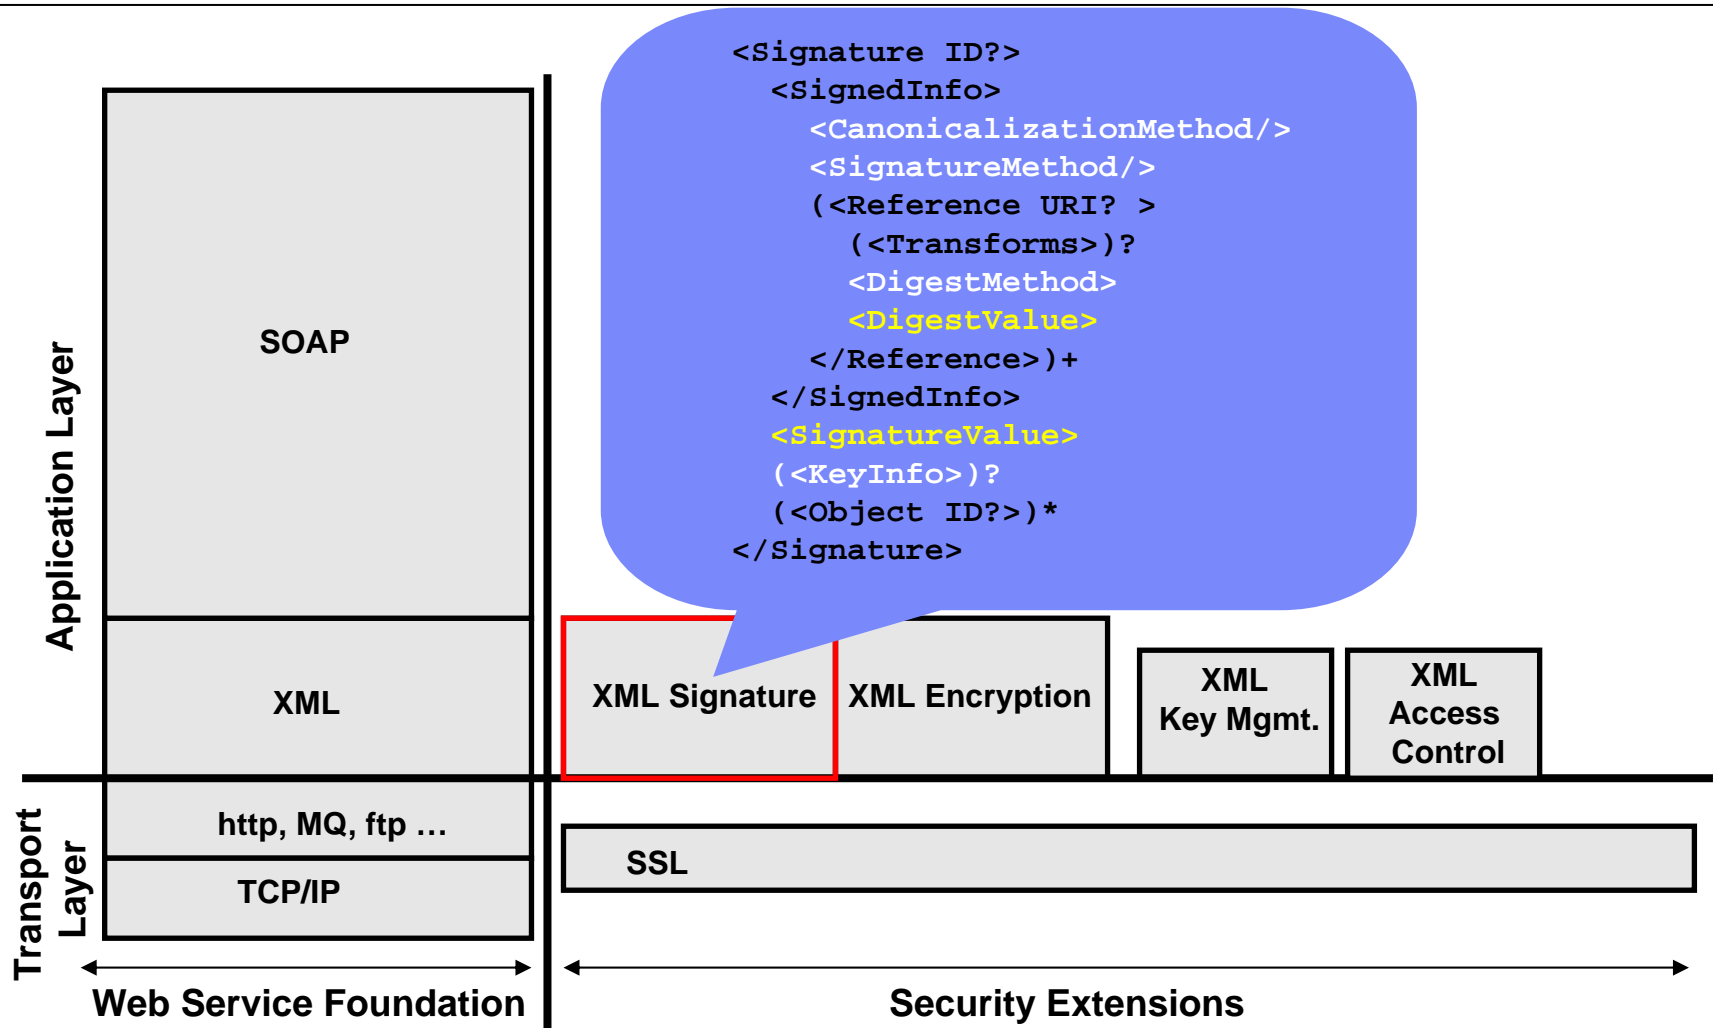 <Signature ID?>
<SignedInfo>
<CanonicalizationMethod/>
<SignatureMethod/>
(<Reference URI? >
(<Transforms>)?
<DigestMethod>
<DigestValue>
</Reference>)+
</SignedInfo>
<SignatureValue>
(<KeyInfo>)?
(<Object ID?>)*
</Signature>
Application Layer
SOAP
XML
XML Signature
XML Encryption
XML
Key Mgmt.
XML
Access
Control
Transport
Layer
http, MQ, ftp …
TCP/IP
SSL
Web Service Foundation
Security Extensions